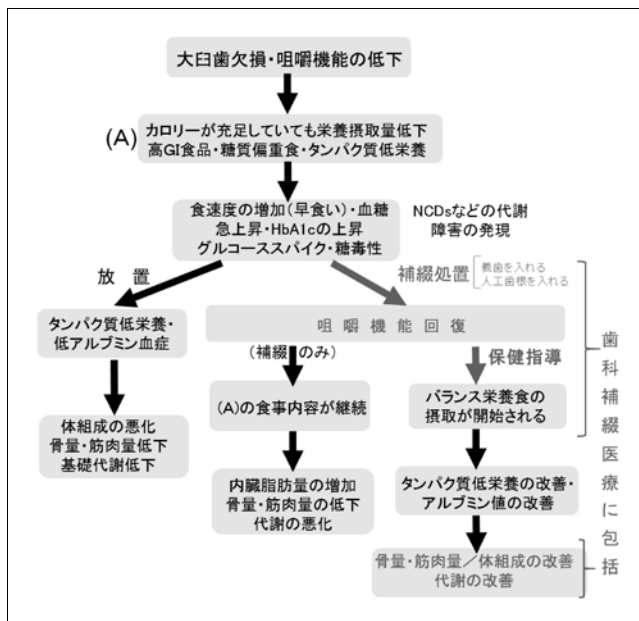 大臼歯欠損・咀嚼機能の低下
(A)
カロリーが充足していても栄養摂取量低下
高GI食品・糖質偏重食・タンパク質低栄養
食速度の増加(早食い)・血糖
急上昇・HbA1cの上昇
グルコーススパイク・糖毒性
NCDsなどの代謝
障害の発現
放置
補綴処置
義歯を入れる
人工歯根を入れる
タンパク質低栄養・
低アルブミン血症
咀嚼機能回復
(補綴のみ)
保健指導
体組成の悪化
骨量・筋肉量低下
基礎代謝低下
(A)の食事内容が継続
バランス栄養食の
摂取が開始される
内臓脂肪量の増加
骨量・筋肉量の低下
代謝の悪化
タンパク質低栄養の改善・
アルブミン値の改善
骨量・筋肉量/体組成の改善
代謝の改善
歯科補綴医療に包括